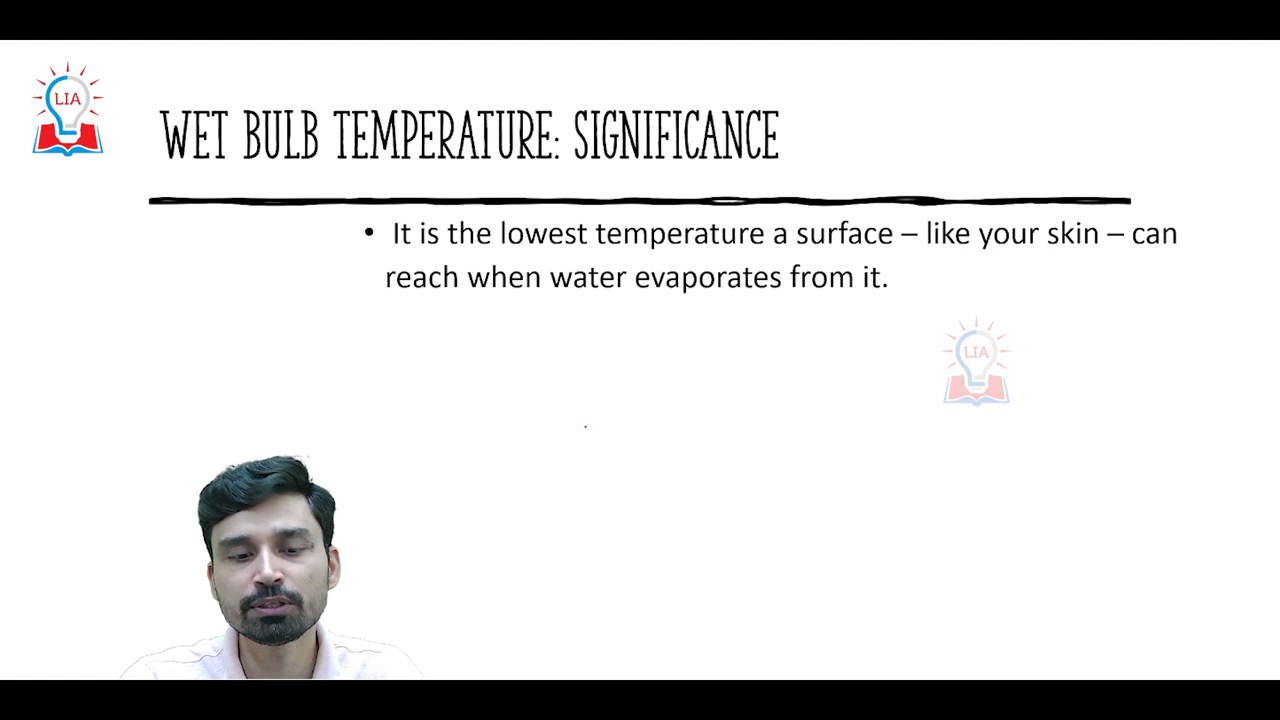 LIA
WET BULB TEMPERATURE: SIGNIFICANCE
• It is the lowest temperature a surface – like your skin – can
reach when water evaporates from it.
LIA